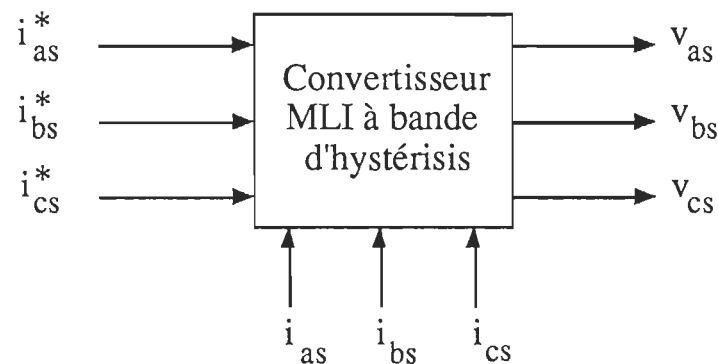 i*as
vas
Convertisseur
i*bs
MLI à bande
vbs
d'hystérisis
i*cs
vcs
ias ibs ics